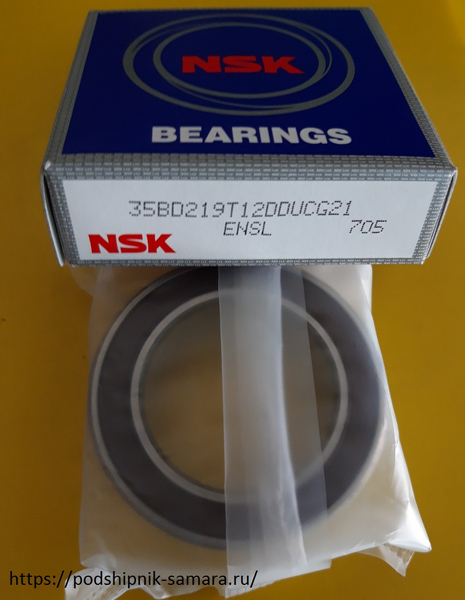 NSK
BEARINGS
35BD219T12DDUCG21
ENSL 705
NSK
https://podshipnik-samara.ru/